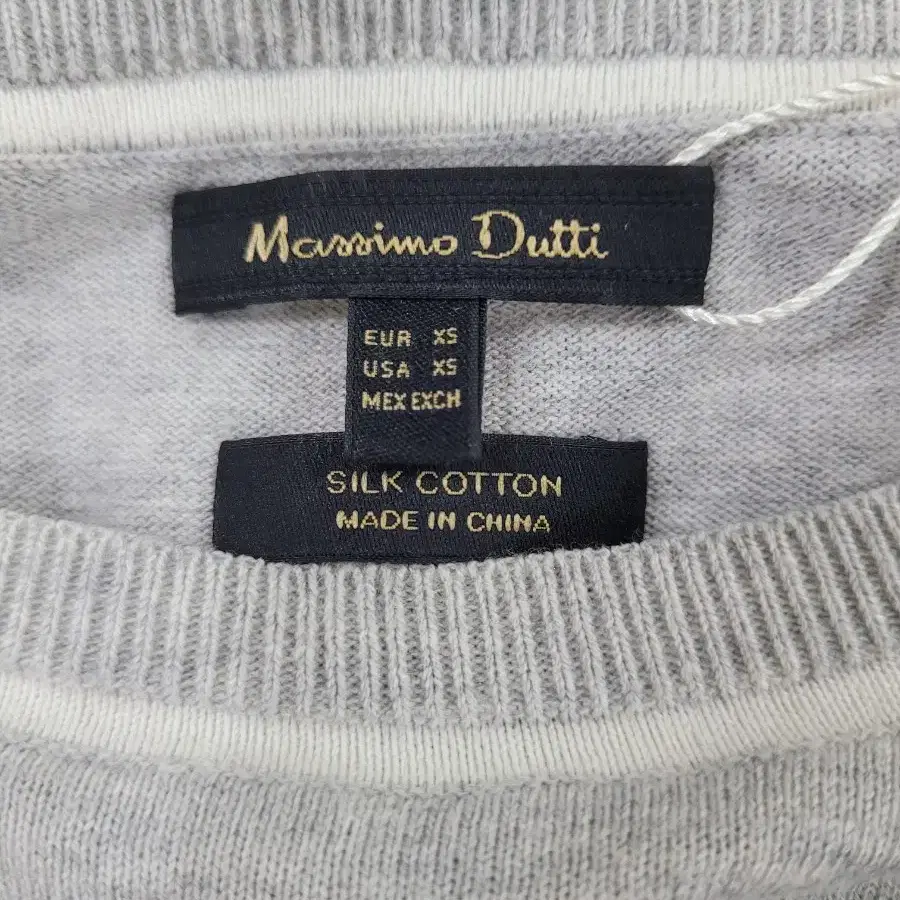 Massimo Dutti
EUR XS
USA XS
MEX EXCH
SILK COTTON
MADE IN CHINA